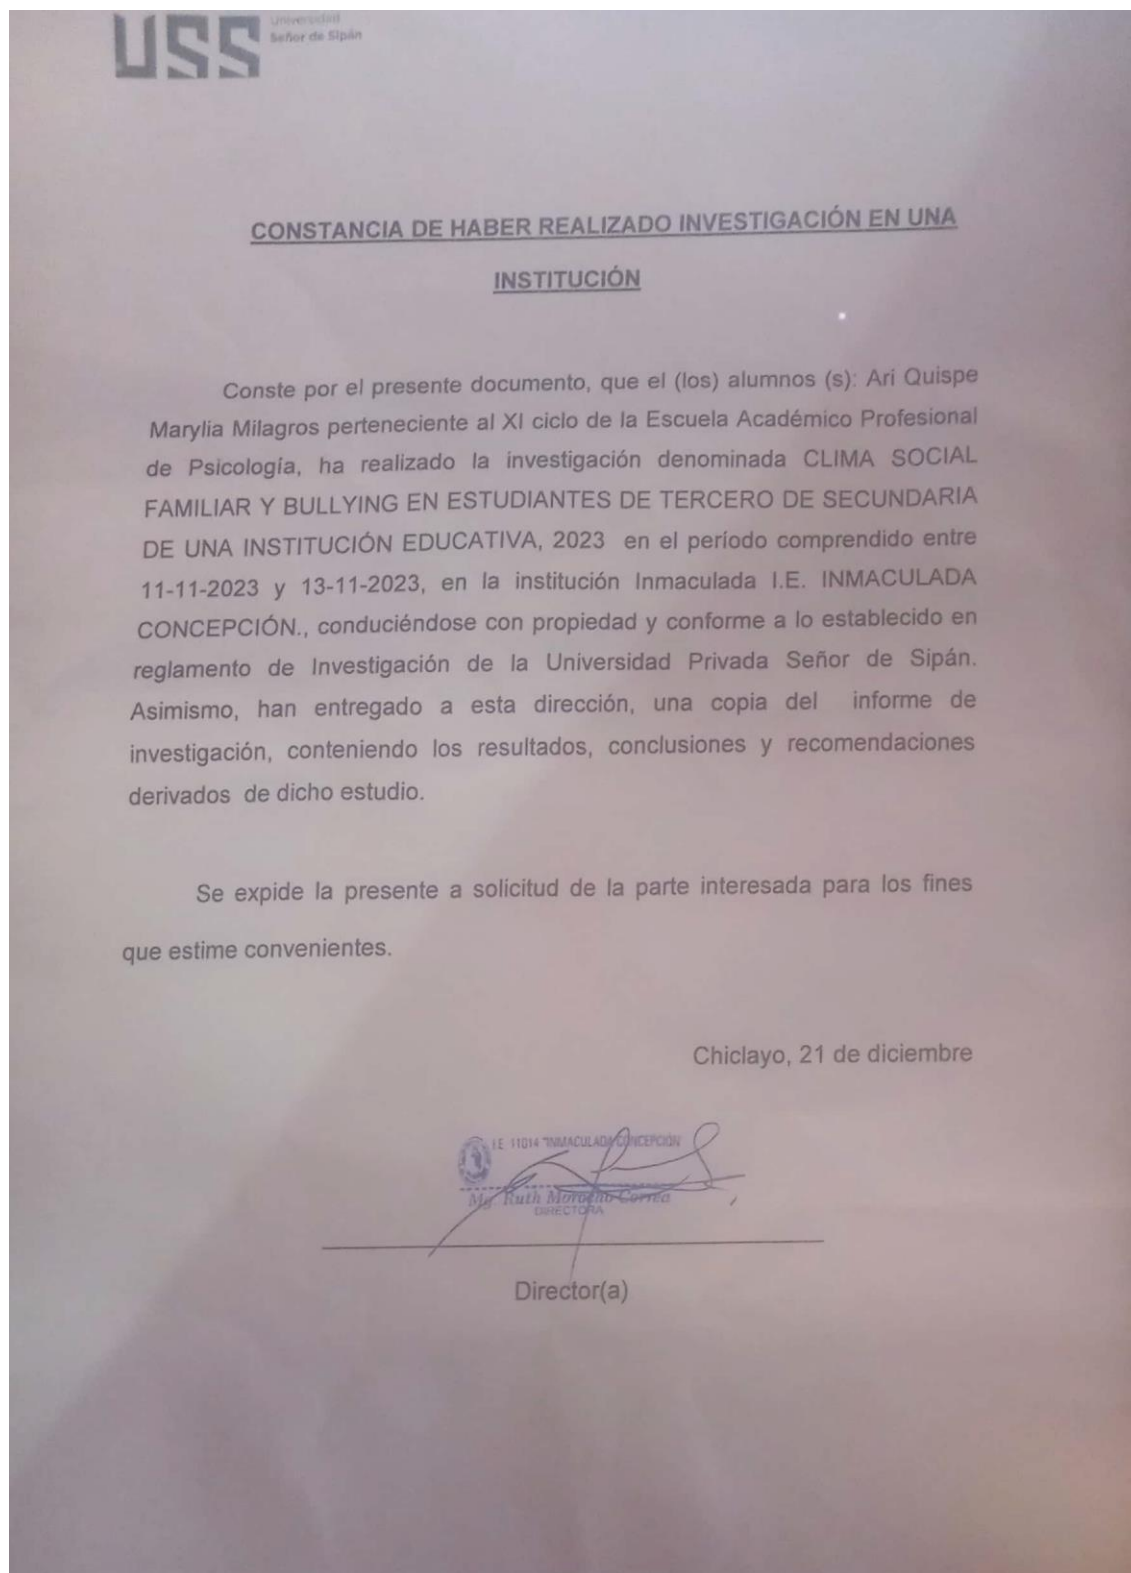 USS Universidad
Señor de Sipán
CONSTANCIA DE HABER REALIZADO INVESTIGACIÓN EN UNA
INSTITUCIÓN
Conste por el presente documento, que el (los) alumnos (s): Ari Quispe
Marylia Milagros perteneciente al XI ciclo de la Escuela Académico Profesional
de Psicología, ha realizado la investigación denominada CLIMA SOCIAL
FAMILIAR Y BULLYING EN ESTUDIANTES DE TERCERO DE SECUNDARIA
DE UNA INSTITUCIÓN EDUCATIVA, 2023 en el período comprendido entre
11-11-2023 y 13-11-2023, en la institución Inmaculada I.E. INMACULADA
CONCEPCIÓN., conduciéndose con propiedad y conforme a lo establecido en
reglamento de Investigación de la Universidad Privada Señor de Sipán.
Asimismo, han entregado a esta dirección, una copia del informe de
investigación, conteniendo los resultados, conclusiones y recomendaciones
derivados de dicho estudio.
Se expide la presente a solicitud de la parte interesada para los fines
que estime convenientes.
Chiclayo, 21 de diciembre
I.E 11014 "INMACULADA CONCEPCIÓN
Mg. Ruth Morocho Correa
DIRECTORA
Director(a)